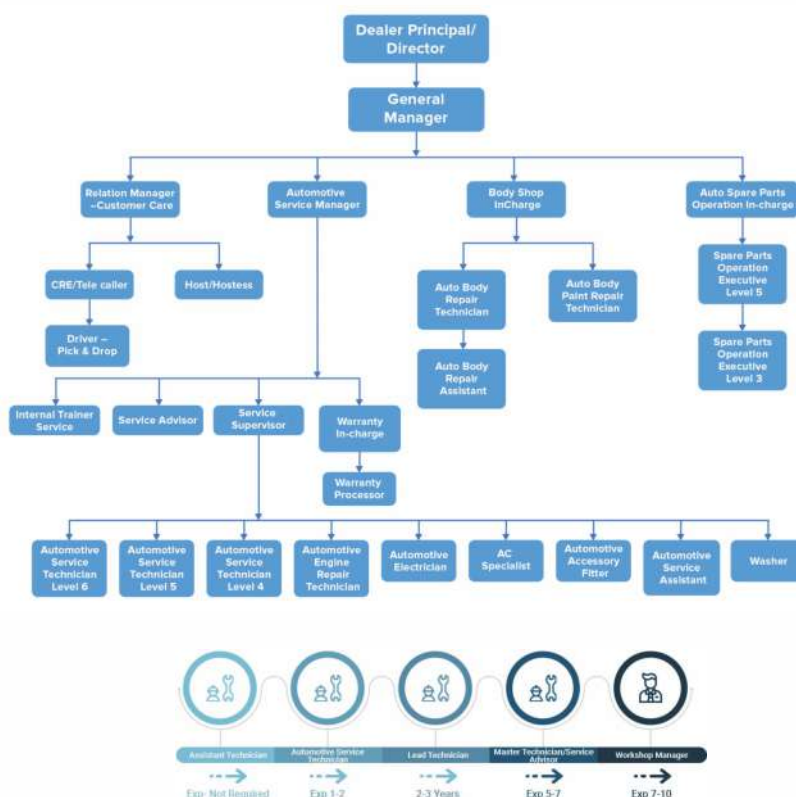 Dealer Principal/
Director
General
Manager
Relation Manager
–Customer Care
Automotive
Service Manager
Body Shop
InCharge
Auto Spare Parts
Operation In-charge
CRE/Tele caller
Host/Hostess
Auto Body
Repair
Technician
Auto Body
Paint Repair
Technician
Spare Parts
Operation
Executive
Level 5
Driver –
Pick & Drop
Auto Body
Repair
Assistant
Spare Parts
Operation
Executive
Level 3
Internal Trainer
Service
Service Advisor
Service
Supervisor
Warranty
In-charge
Warranty
Processor
Automotive
Service
Technician
Level 6
Automotive
Service
Technician
Level 5
Automotive
Service
Technician
Level 4
Automotive
Engine
Repair
Technician
Automotive
Electrician
AC
Specialist
Automotive
Accessory
Fitter
Automotive
Service
Assistant
Washer
Assistant Technician
Automotive Service
Technician
Lead Technician
Master Technician/Service
Advisor
Workshop Manager
Exp- Not Required
Exp 1-2
2-3 Years
Exp 5-7
Exp 7-10